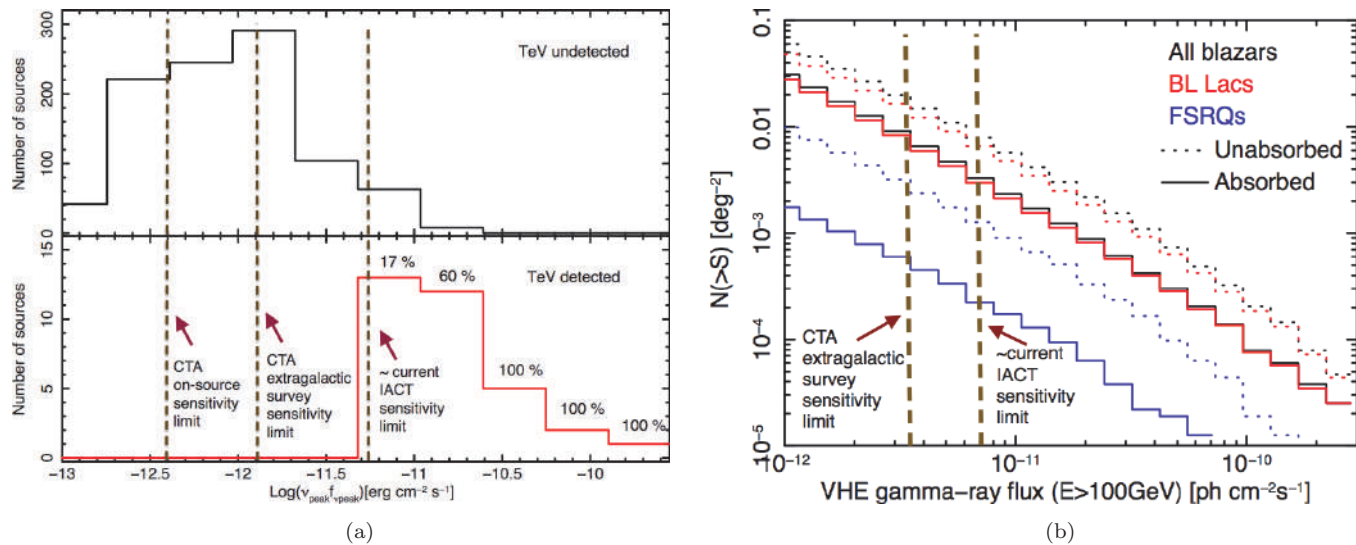 300
200
100
0
Number of sources
TeV undetected
15
10
5
0
Number of sources
17 %
60 %
100 %
100 %
100 %
TeV detected
CTA
on-source
sensitivity
limit
CTA
extragalactic
survey
sensitivity
limit
~ current
IACT
sensitivity
limit
−13 −12.5 −12 −11.5 −11 −10.5 −10
Log(νpeak fνpeak)[erg cm−2 s−1]
(a)
0.1
0.01
10−3
10−4
10−5
N(>S) [deg−2]
All blazars
BL Lacs
FSRQs
Unabsorbed
Absorbed
CTA
extragalactic
survey
sensitivity
limit
~current
IACT
sensitivity
limit
10−12 10−11 10−10
VHE gamma−ray flux (E>100GeV) [ph cm−2s−1]
(b)